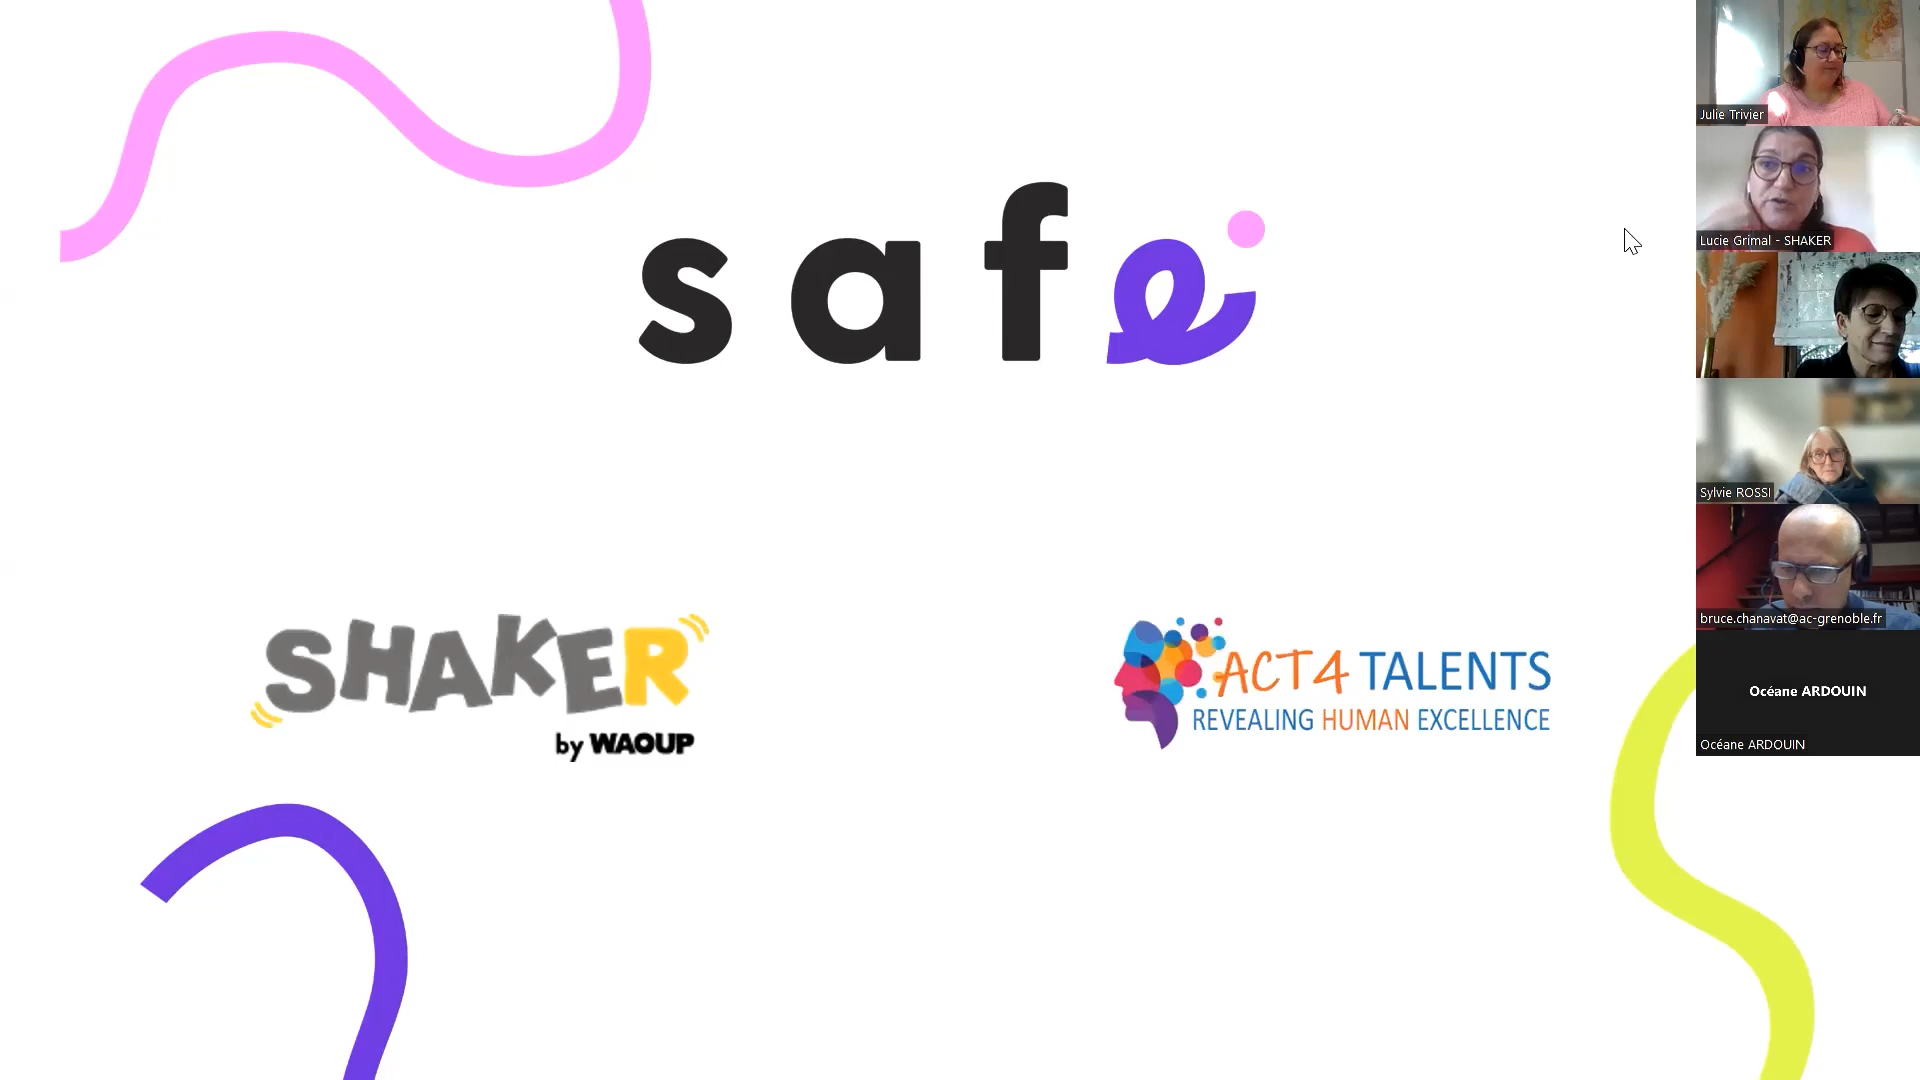 safe
SHAKER
by WAOUP
ACT4 TALENTS
REVEALING HUMAN EXCELLENCE
Julie Trivier
Lucie Grimal - SHAKER
Sylvie ROSSI
bruce.chanavat@ac-grenoble.fr
Océane ARDOUIN
Océane ARDOUIN